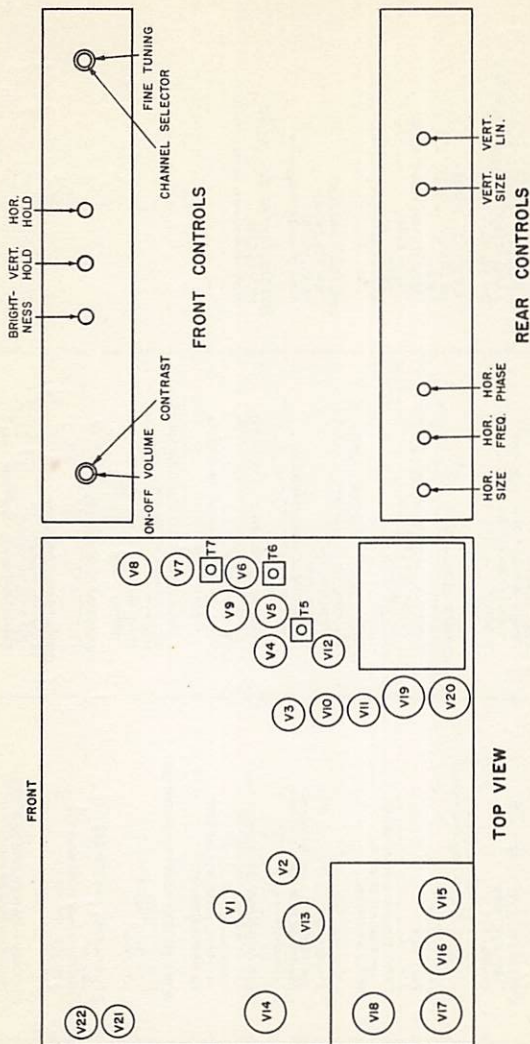 BRIGHT-
NESS
VERT.
HOLD
HOR.
HOLD
ON-OFF VOLUME
CONTRAST
CHANNEL SELECTOR
FINE TUNING
FRONT CONTROLS
HOR.
SIZE
HOR.
FREQ.
HOR.
PHASE
VERT.
SIZE
VERT.
LIN.
REAR CONTROLS
FRONT
V22
V21
V14
V18
V17
V16
V15
V1
V2
V13
V3
V10
V11
V19
V20
V8
V7
T7
V6
T6
V9
V5
V4
T5
V12
TOP VIEW